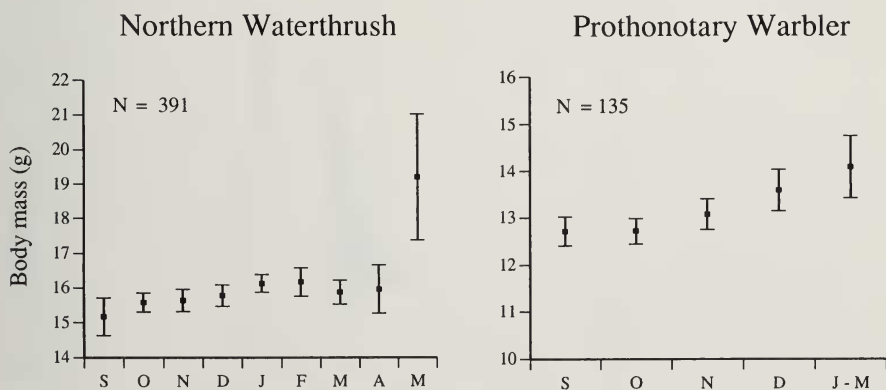 Northern Waterthrush
Body mass (g)
22
21
20
19
18
17
16
15
14
N = 391
S O N D J F M A M
Prothonotary Warbler
16
15
14
13
12
11
10
N = 135
S O N D J - M